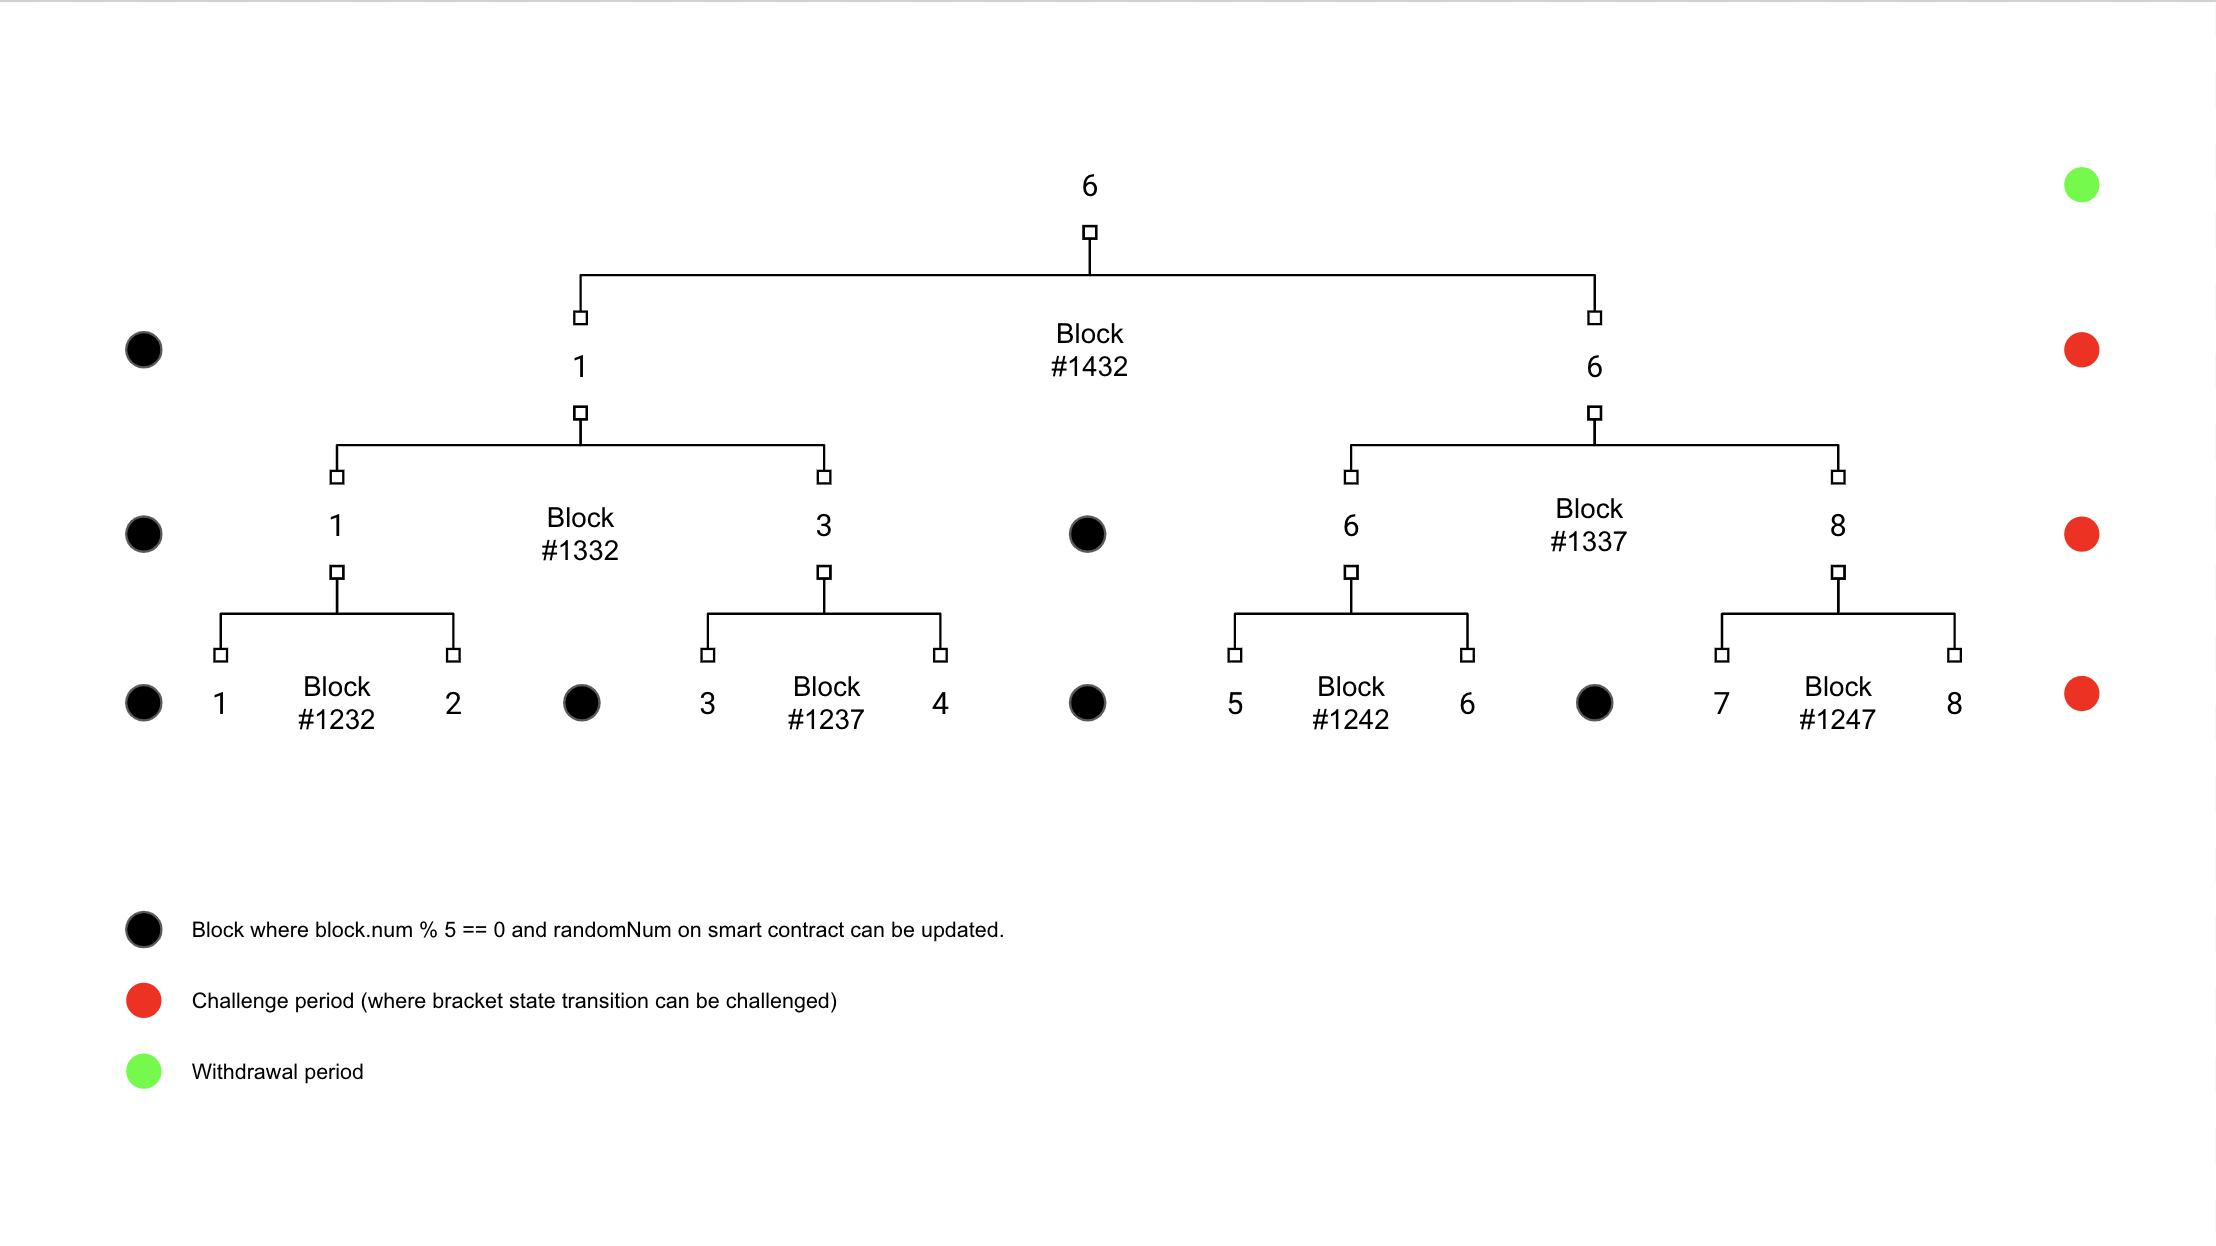 6
1
Block
#1432
6
1
Block
#1332
3
6
Block
#1337
8
1
Block
#1232
2
3
Block
#1237
4
5
Block
#1242
6
7
Block
#1247
8
Block where block.num % 5 == 0 and randomNum on smart contract can be updated.
Challenge period (where bracket state transition can be challenged)
Withdrawal period